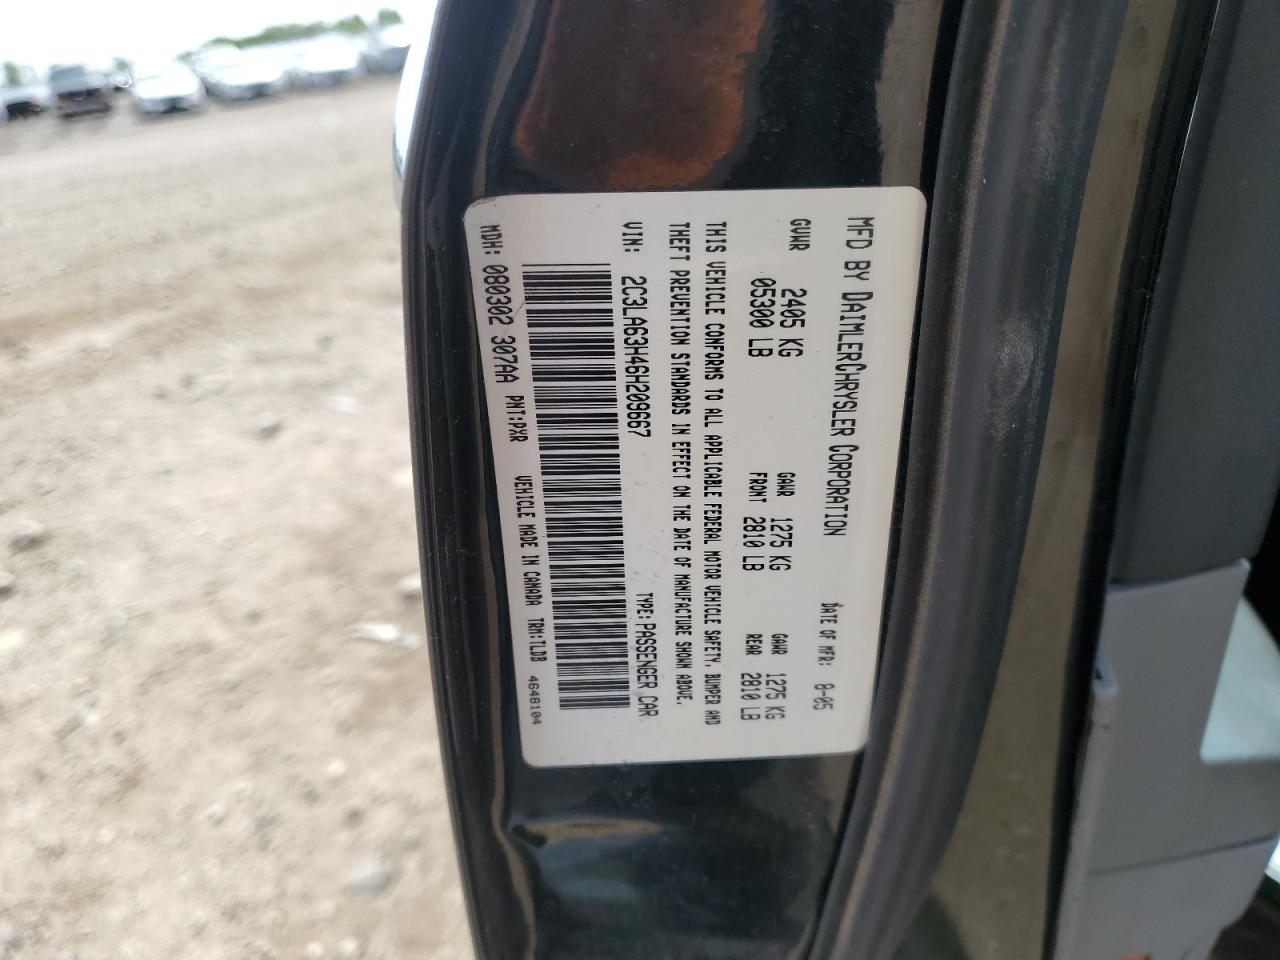 MFD BY DAIMLERCHRYSLER CORPORATION DATE OF MFR: 8-05
GVWR 2405 KG GAWR 1275 KG GAWR 1275 KG
05300 LB FRONT 2810 LB REAR 2810 LB
THIS VEHICLE CONFORMS TO ALL APPLICABLE FEDERAL MOTOR VEHICLE SAFETY, BUMPER AND
THEFT PREVENTION STANDARDS IN EFFECT ON THE DATE OF MANUFACTURE SHOWN ABOVE.
VIN: 2C3LA63H46H209667 TYPE: PASSENGER CAR
MDH: 080302 307AA PNT: PXR VEHICLE MADE IN CANADA TRM: TLDB 4648104